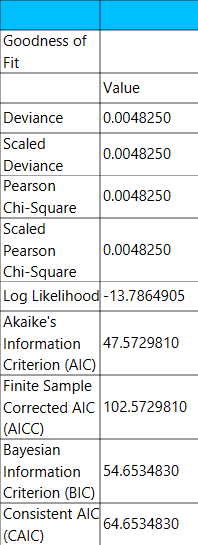 Goodness of
Fit
Value
Deviance 0.0048250
Scaled
Deviance 0.0048250
Pearson
Chi-Square 0.0048250
Scaled
Pearson
Chi-Square 0.0048250
Log Likelihood -13.7864905
Akaike's
Information
Criterion (AIC) 47.5729810
Finite Sample
Corrected AIC
(AICC) 102.5729810
Bayesian
Information
Criterion (BIC) 54.6534830
Consistent AIC
(CAIC) 64.6534830